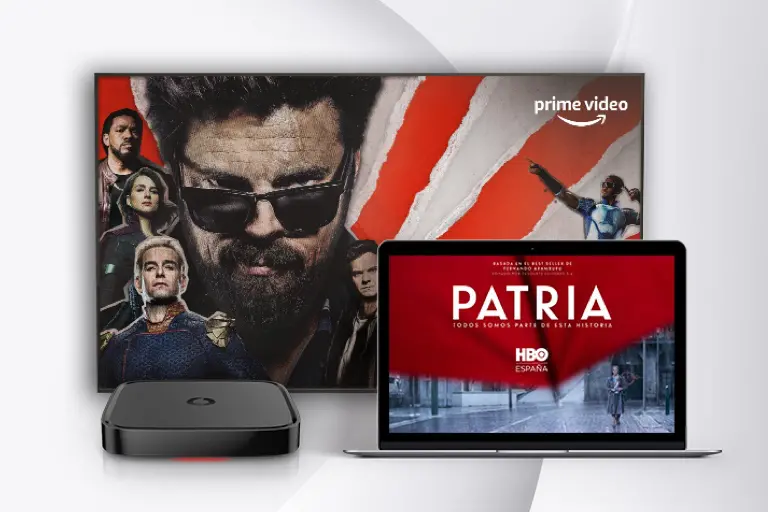 prime video
BASADA EN EL BEST SELLER DE
FERNANDO ARAMBURU
PATRIA
TODOS SOMOS PARTE DE ESTA HISTORIA
HBO
ESPAÑA